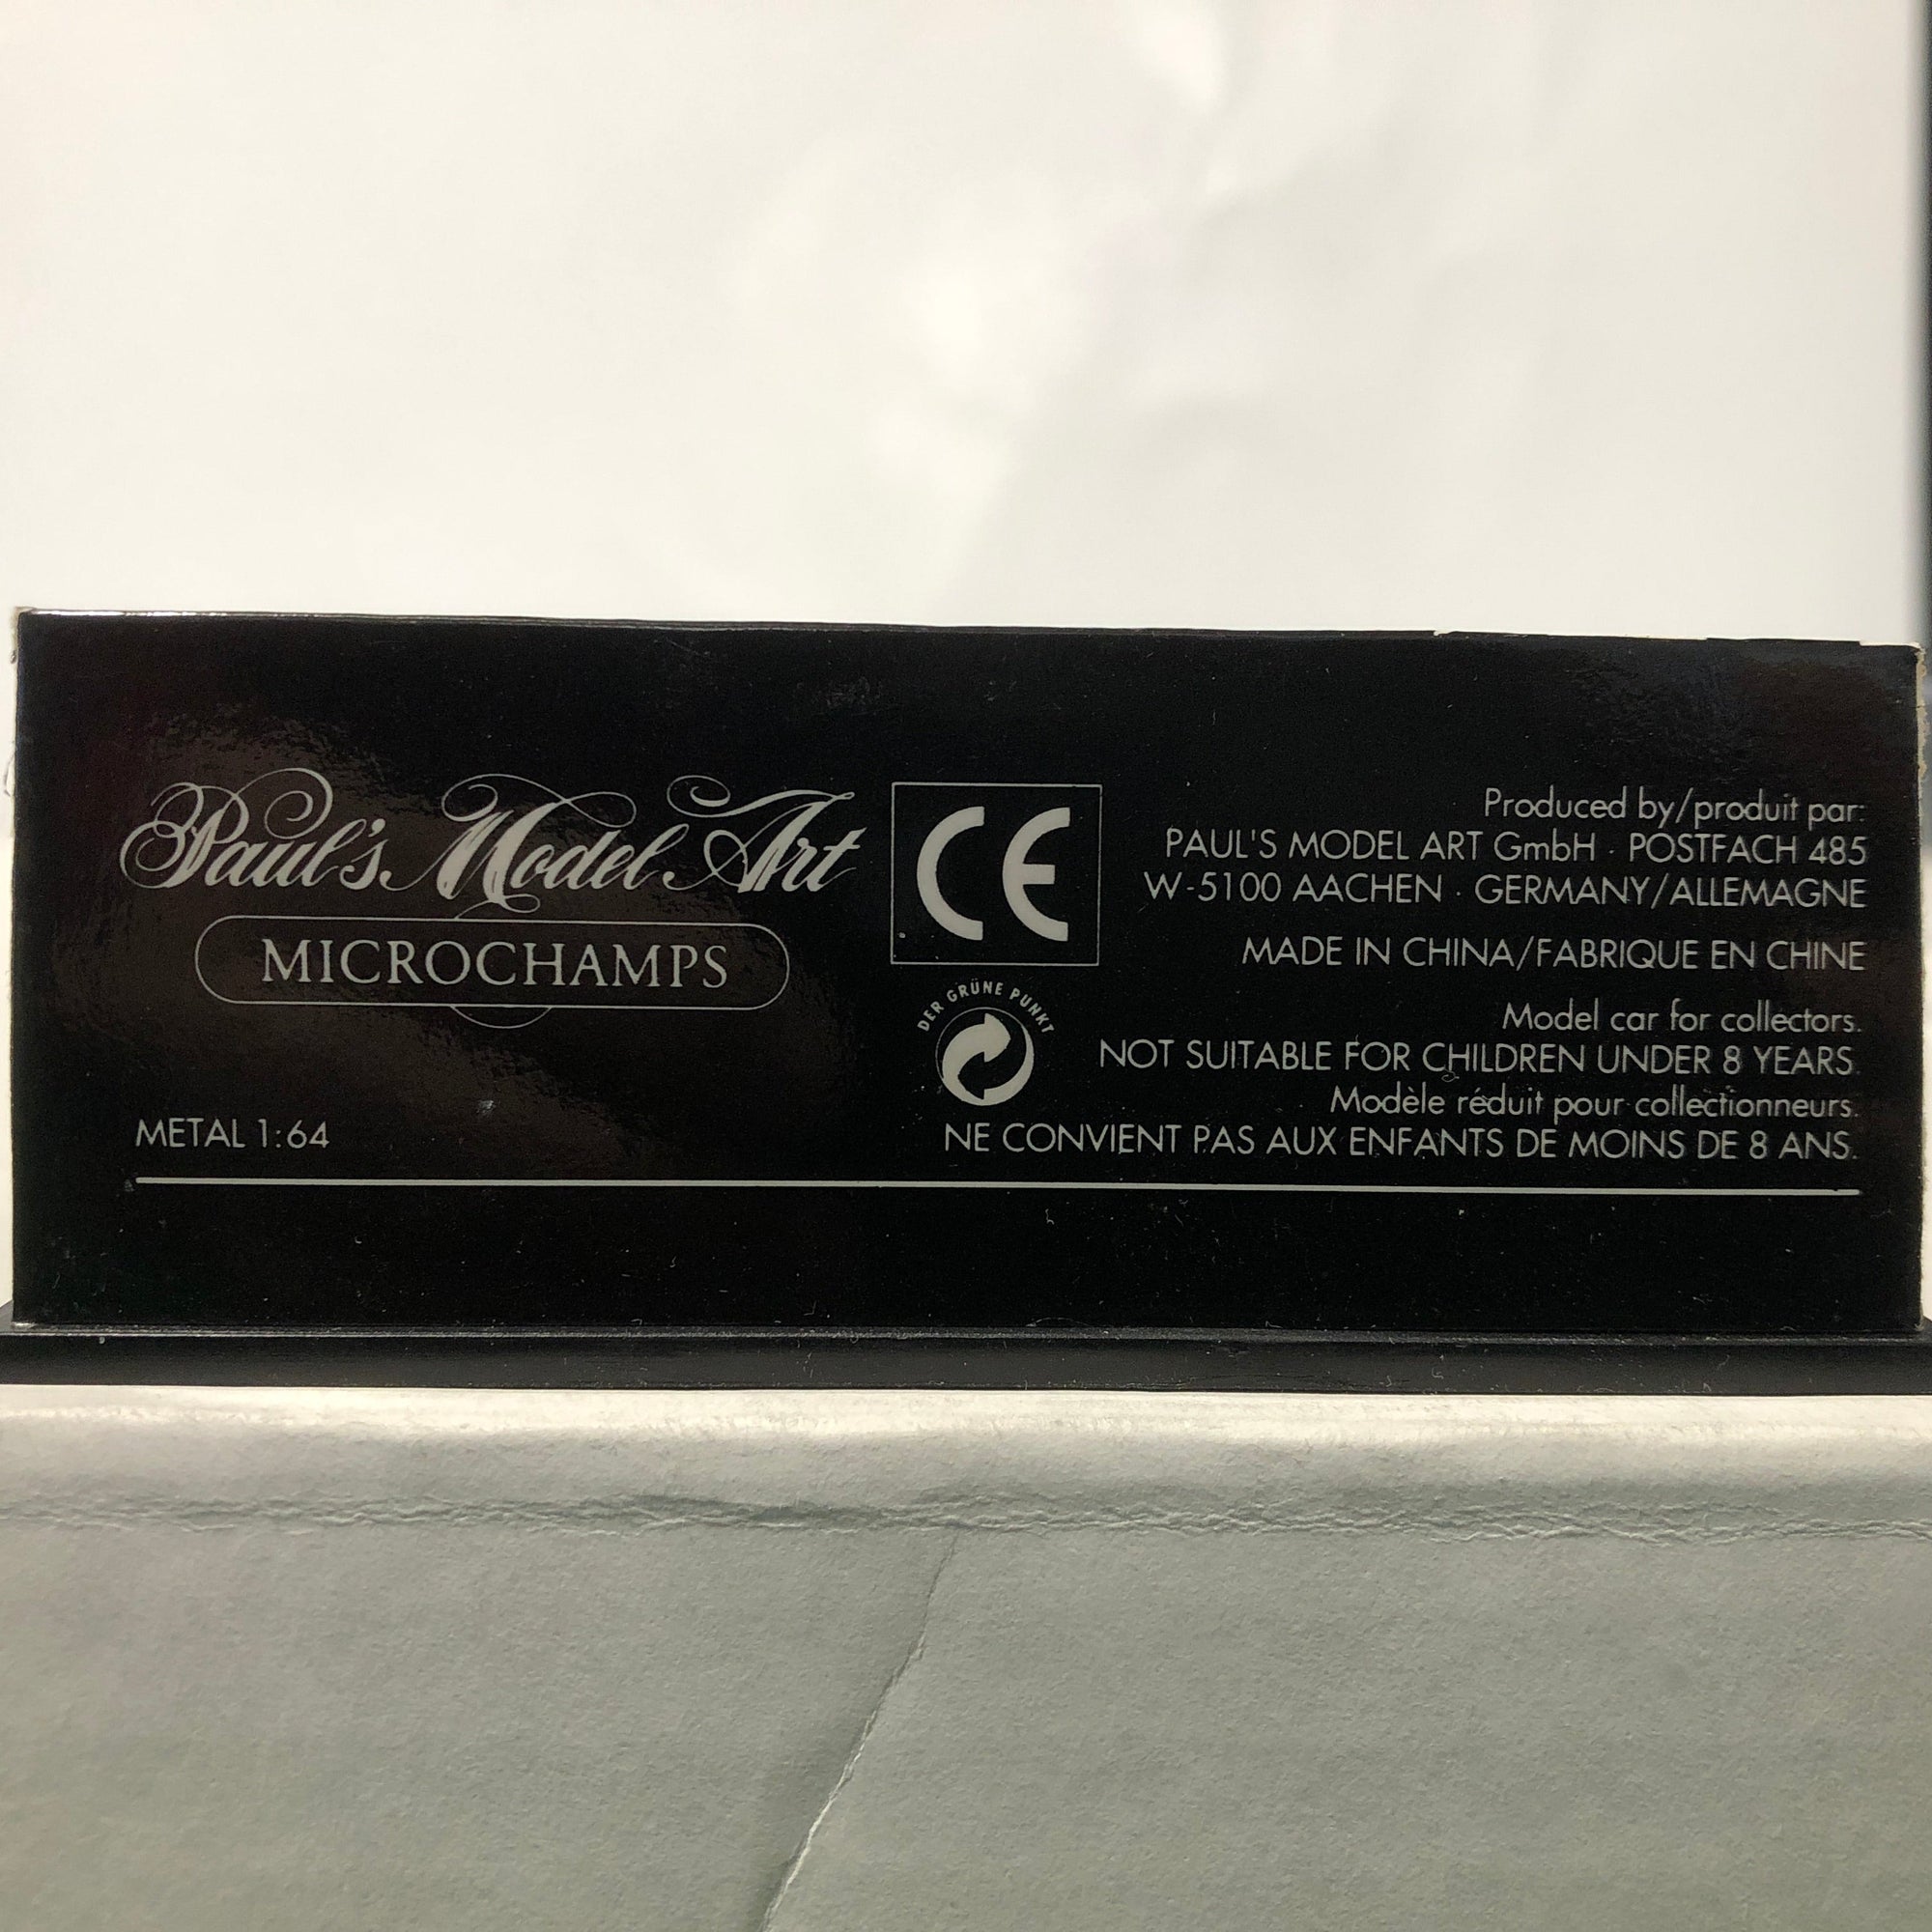 Paul's Model Art
MICROCHAMPS
METAL 1:64
CE
DER GRÜNE PUNKT
Produced by/produit par:
PAUL'S MODEL ART GmbH · POSTFACH 485
W-5100 AACHEN · GERMANY/ALLEMAGNE
MADE IN CHINA/FABRIQUE EN CHINE
Model car for collectors.
NOT SUITABLE FOR CHILDREN UNDER 8 YEARS.
Modèle réduit pour collectionneurs.
NE CONVIENT PAS AUX ENFANTS DE MOINS DE 8 ANS.